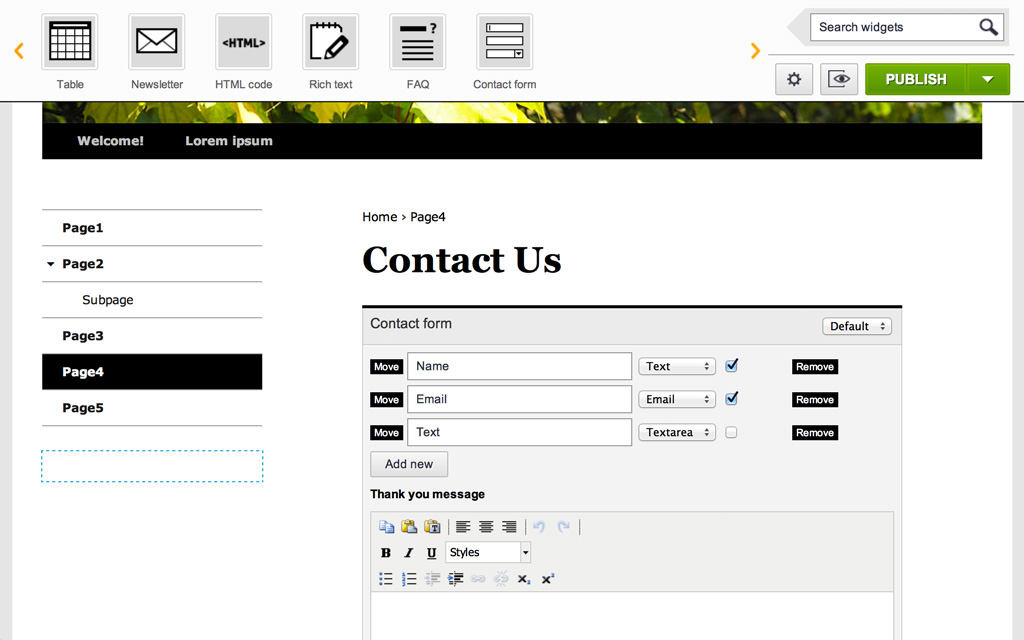 <HTML>
?
Table Newsletter HTML code Rich text FAQ Contact form
Search widgets
PUBLISH
Welcome! Lorem ipsum
Page1
Page2
Subpage
Page3
Page4
Page5
Home › Page4
Contact Us
Contact form Default
Move Name Text Remove
Move Email Email Remove
Move Text Textarea Remove
Add new
Thank you message
B I U Styles
x₂ x²